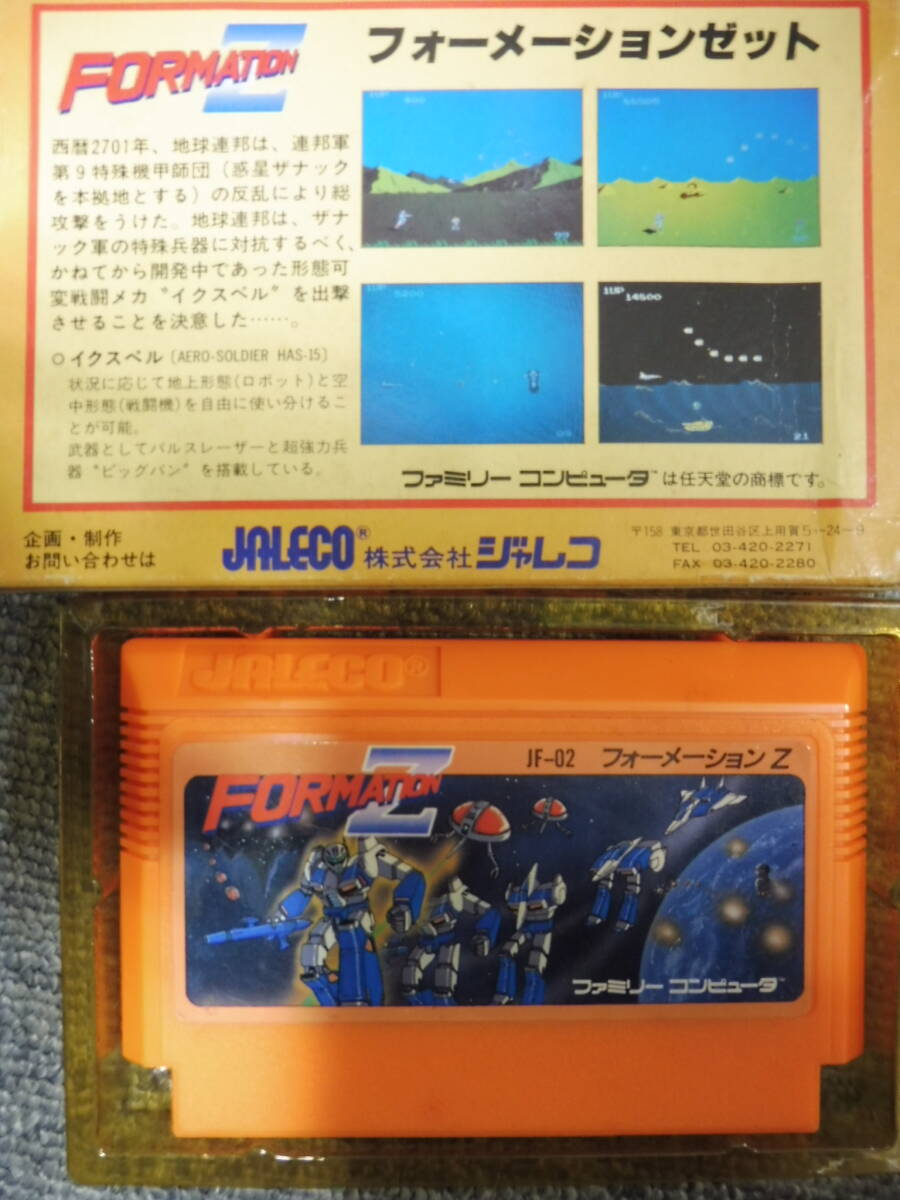 FORMATION Z
フォーメーションゼット
西暦2701年、地球連邦は、連邦軍
第9特殊機甲師団（惑星ザナック
を本拠地とする）の反乱により総
攻撃をうけた。地球連邦は、ザナ
ック軍の特殊兵器に対抗するべく、
かねてから開発中であった形態可
変戦闘メカ〝イクスペル〟を出撃
させることを決意した……。
○イクスペル〔AERO-SOLDIER HAS-15〕
状況に応じて地上形態(ロボット)と空
中形態(戦闘機)を自由に使い分けるこ
とが可能。
武器としてパルスレーザーと超強力兵
器〝ビッグバン〟を搭載している。
1UP
900
1UP
1UP
5200
1UP
14500
21
ファミリー コンピュータ™は任天堂の商標です。
企画・制作
お問い合わせは
JALECO® 株式会社ジャレコ
〒158 東京都世田谷区上用賀5-24-9
TEL 03-420-2271
FAX 03-420-2280
JALECO®
FORMATION Z
JF-02 フォーメーションZ
ファミリー コンピュータ™